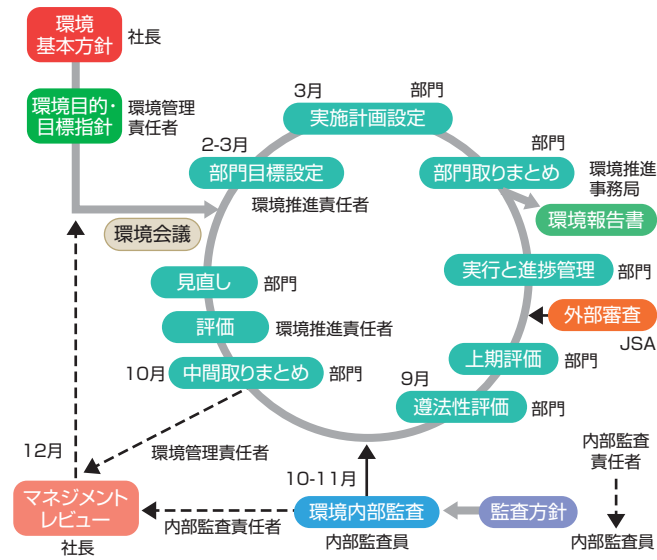 環境
基本方針
社長
環境目的・
目標指針
環境管理
責任者
3月
部門
実施計画設定
2-3月
部門目標設定
環境推進責任者
部門
部門取りまとめ
環境推進
事務局
環境報告書
環境会議
見直し
部門
実行と進捗管理
部門
評価
環境推進責任者
外部審査
JSA
10月
中間取りまとめ
部門
上期評価
部門
9月
遵法性評価
部門
12月
環境管理責任者
10-11月
内部監査
責任者
マネジメント
レビュー
社長
内部監査責任者
環境内部監査
内部監査員
監査方針
内部監査員